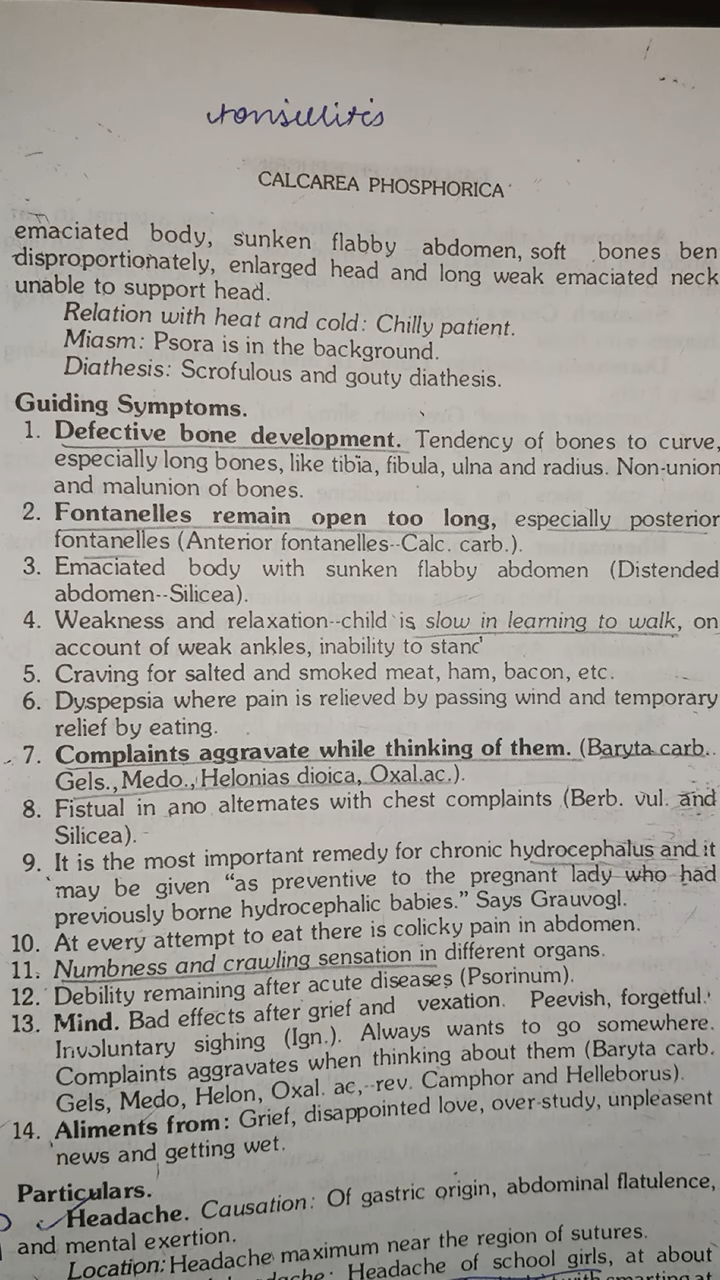 tonsillitis
CALCAREA PHOSPHORICA
emaciated body, sunken flabby abdomen, soft bones ben
disproportionately, enlarged head and long weak emaciated neck
unable to support head.
Relation with heat and cold: Chilly patient.
Miasm: Psora is in the background.
Diathesis: Scrofulous and gouty diathesis.
Guiding Symptoms.
1. Defective bone development. Tendency of bones to curve,
especially long bones, like tibia, fibula, ulna and radius. Non-union
and malunion of bones.
2. Fontanelles remain open too long, especially posterior
fontanelles (Anterior fontanelles--Calc. carb.).
3. Emaciated body with sunken flabby abdomen (Distended
abdomen--Silicea).
4. Weakness and relaxation--child is slow in learning to walk, on
account of weak ankles, inability to stand
5. Craving for salted and smoked meat, ham, bacon, etc.
6. Dyspepsia where pain is relieved by passing wind and temporary
relief by eating.
7. Complaints aggravate while thinking of them. (Baryta carb..
Gels., Medo., Helonias dioica, Oxal.ac.).
8. Fistual in ano alternates with chest complaints (Berb. vul. and
Silicea).
9. It is the most important remedy for chronic hydrocephalus and it
may be given “as preventive to the pregnant lady who had
previously borne hydrocephalic babies.” Says Grauvogl.
10. At every attempt to eat there is colicky pain in abdomen.
11. Numbness and crawling sensation in different organs.
12. Debility remaining after acute diseases (Psorinum).
13. Mind. Bad effects after grief and vexation. Peevish, forgetful.
Involuntary sighing (Ign.). Always wants to go somewhere.
Complaints aggravates when thinking about them (Baryta carb.
Gels, Medo, Helon, Oxal. ac,--rev. Camphor and Helleborus).
14. Aliments from: Grief, disappointed love, over-study, unpleasent
news and getting wet.
Particulars.
Headache. Causation: Of gastric origin, abdominal flatulence,
and mental exertion.
Location: Headache maximum near the region of sutures.
Headache of school girls, at about